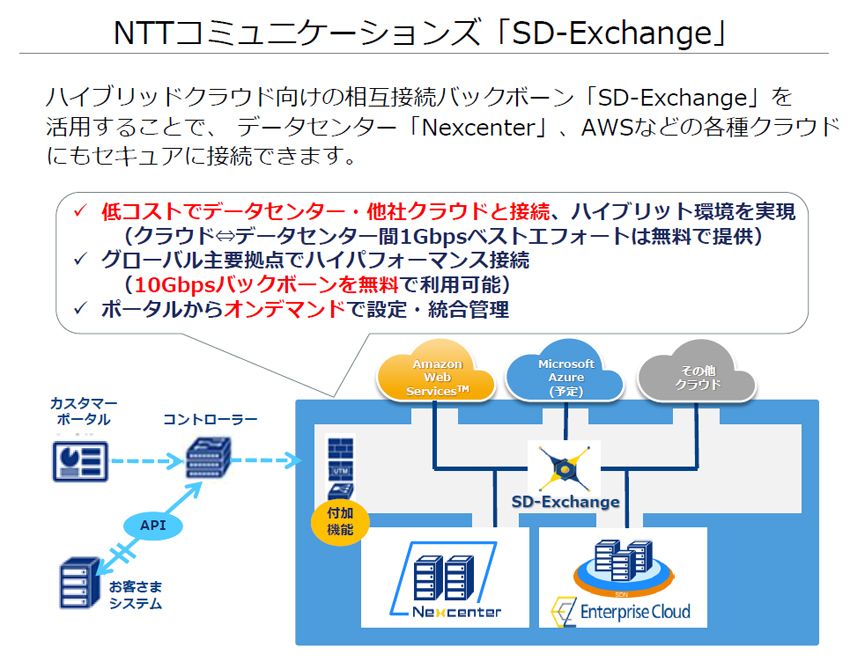 NTTコミュニケーションズ「SD-Exchange」
ハイブリッドクラウド向けの相互接続バックボーン「SD-Exchange」を
活用することで、 データセンター「Nexcenter」、AWSなどの各種クラウド
にもセキュアに接続できます。
✓ 低コストでデータセンター・他社クラウドと接続、ハイブリット環境を実現
（クラウド⇔データセンター間1Gbpsベストエフォートは無料で提供）
✓ グローバル主要拠点でハイパフォーマンス接続
（10Gbpsバックボーンを無料で利用可能）
✓ ポータルからオンデマンドで設定・統合管理
Amazon
Web
Services™
Microsoft
Azure
(予定)
その他
クラウド
カスタマー
ポータル
コントローラー
UTM
付加
機能
SD-Exchange
API
お客さま
システム
Nexcenter
SDN
Enterprise Cloud